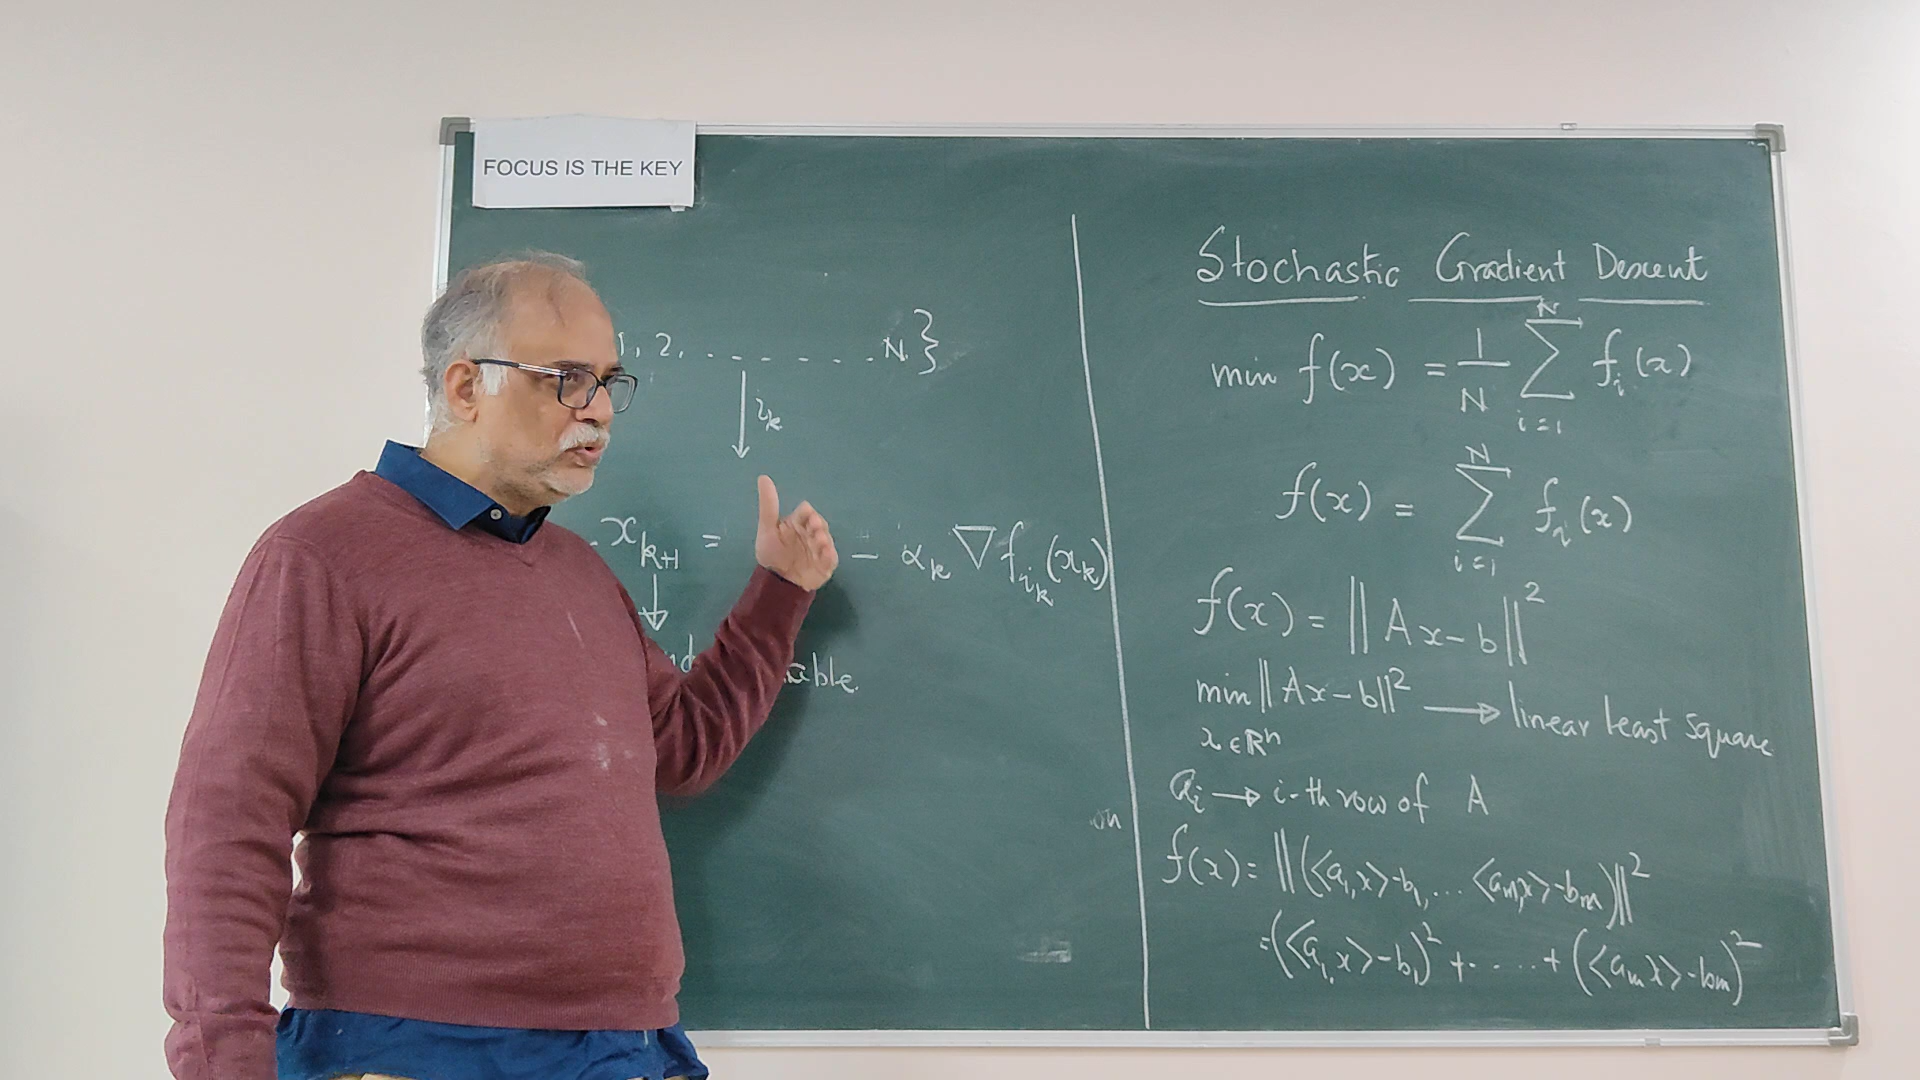 FOCUS IS THE KEY
1, 2, . - - . . . . . N. }
i_k
x_{k+1} = - α_k ∇f_{i_k}(x_k)
able.
on
Stochastic Gradient Descent
min f(x) = 1/N ∑_{i=1}^{N} f_i(x)
f(x) = ∑_{i=1}^{N} f_i(x)
f(x) = ||Ax-b||²
min ||Ax-b||² → linear least square
x ∈ ℝⁿ
a_i → i-th row of A
f(x) = ||(<a_1,x>-b_1, ... <a_m,x>-b_m)||²
=(<a_1,x>-b_1)² + . . . . + (<a_m,x>-b_m)²